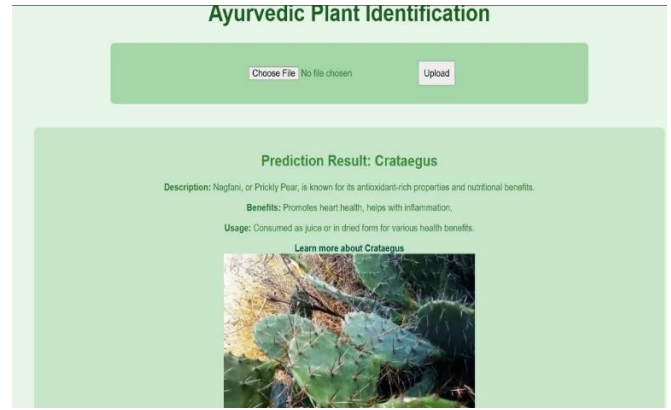 Ayurvedic Plant Identification
Choose File No file chosen
Upload
Prediction Result: Crataegus
Description: Nagfani, or Prickly Pear, is known for its antioxidant-rich properties and nutritional benefits.
Benefits: Promotes heart health, helps with inflammation.
Usage: Consumed as juice or in dried form for various health benefits.
Learn more about Crataegus